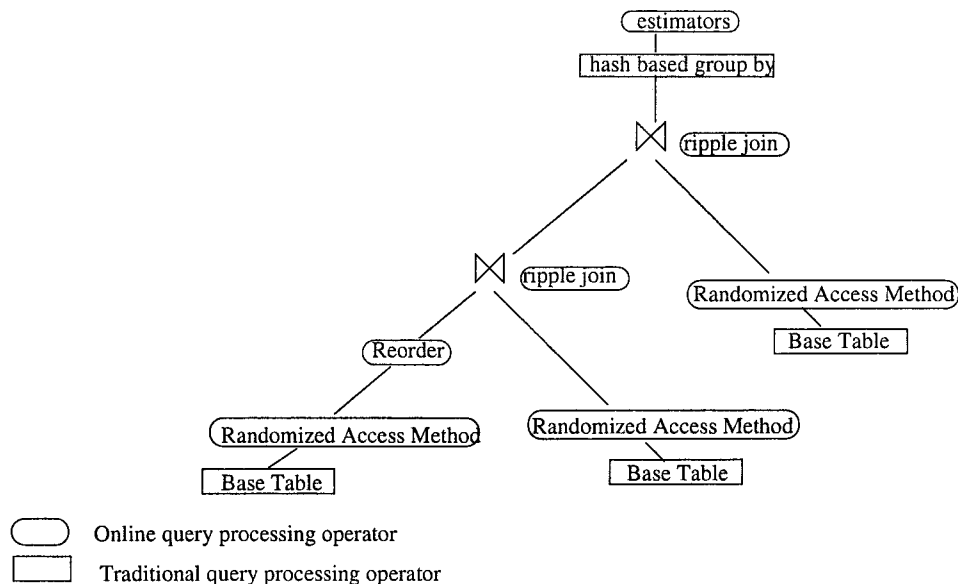 estimators
hash based group by
ripple join
ripple join
Randomized Access Method
Base Table
Reorder
Randomized Access Method
Base Table
Randomized Access Method
Base Table
Online query processing operator
Traditional query processing operator